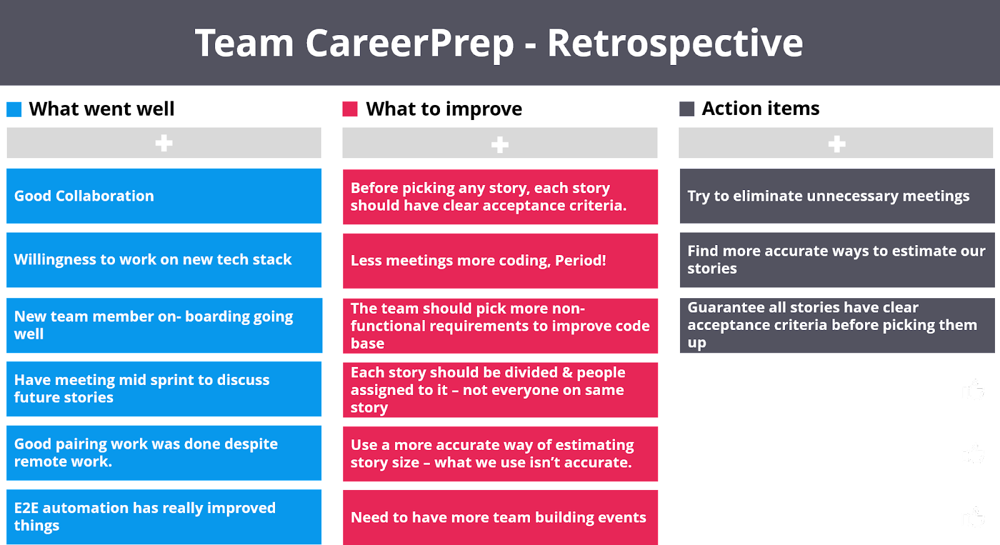 Team CareerPrep - Retrospective
What went well
Good Collaboration
Willingness to work on new tech stack
New team member on- boarding going
well
Have meeting mid sprint to discuss
future stories
Good pairing work was done despite
remote work.
E2E automation has really improved
things
What to improve
Before picking any story, each story
should have clear acceptance criteria.
Less meetings more coding, Period!
The team should pick more non-
functional requirements to improve code
base
Each story should be divided & people
assigned to it – not everyone on same
story
Use a more accurate way of estimating
story size – what we use isn’t accurate.
Need to have more team building events
Action items
Try to eliminate unnecessary meetings
Find more accurate ways to estimate our
stories
Guarantee all stories have clear
acceptance criteria before picking them
up